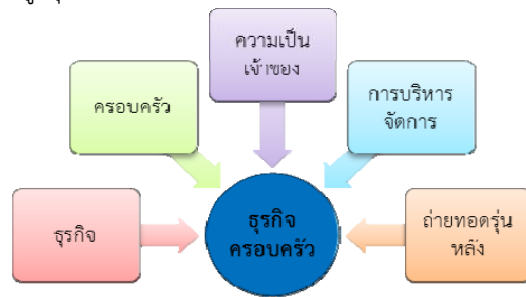 ความเป็น
เจ้าของ
ครอบครัว
การบริหาร
จัดการ
ธุรกิจ
ธุรกิจ
ครอบครัว
ถ่ายทอดรุ่น
หลัง